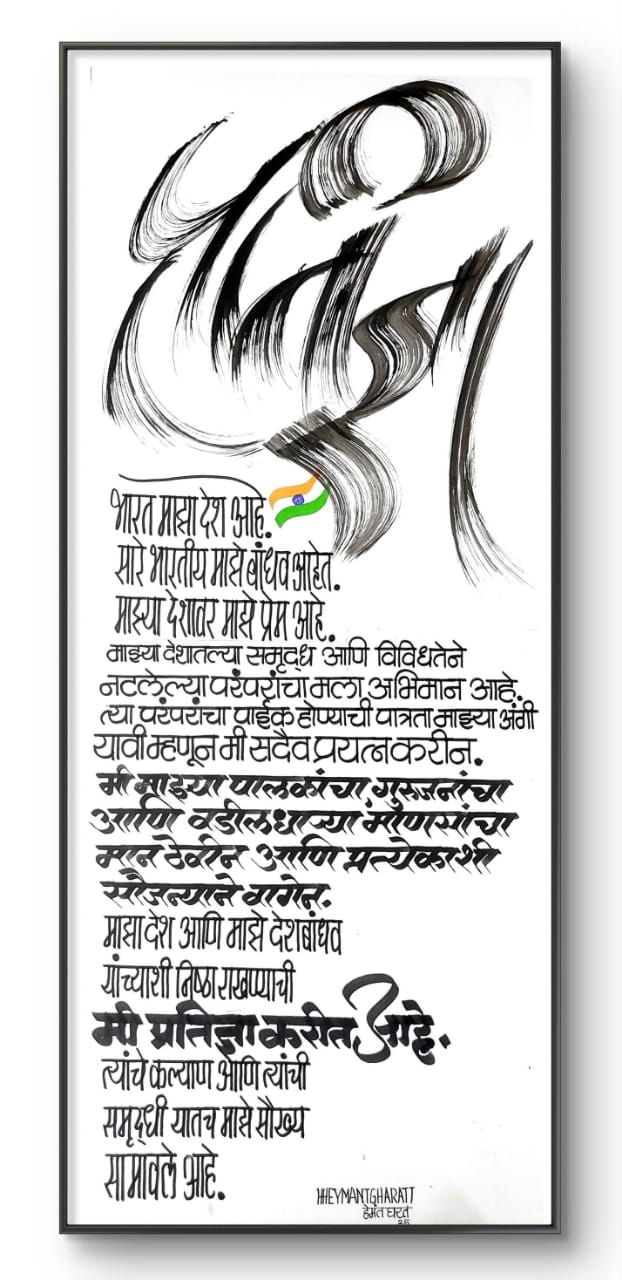 प्रतिज्ञा
भारत माझा देश आहे.
सारे भारतीय माझे बांधव आहेत.
माझ्या देशावर माझे प्रेम आहे.
माझ्या देशातल्या समृद्ध आणि विविधतेने
नटलेल्या परंपरांचा मला अभिमान आहे.
त्या परंपरांचा पाईक होण्याची पात्रता माझ्या अंगी
यावी म्हणून मी सदैव प्रयत्न करीन.
मी माझ्या पालकांचा, गुरुजनांचा
आणि वडीलधाऱ्या माणसांचा
मान ठेवीन आणि प्रत्येकाशी
सौजन्याने वागेन.
माझा देश आणि माझे देशबांधव
यांच्याशी निष्ठा राखण्याची
मी प्रतिज्ञा करीत आहे.
त्यांचे कल्याण आणि त्यांची
समृद्धी यातच माझे सौख्य
सामावले आहे.
HHEYMANTGHARATT
हेमंत घरत